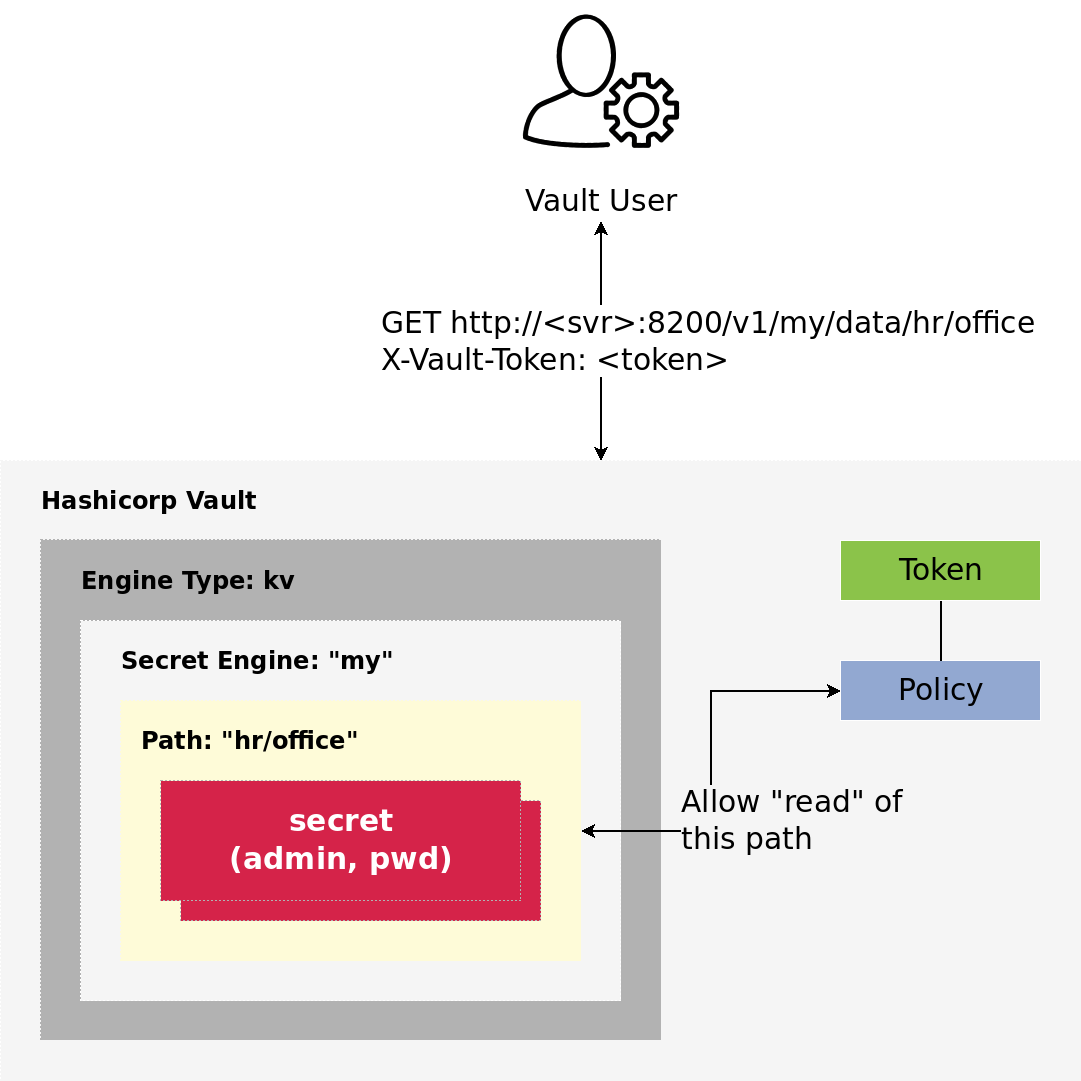 Vault User
GET http://<svr>:8200/v1/my/data/hr/office
X-Vault-Token: <token>
Hashicorp Vault
Engine Type: kv
Secret Engine: "my"
Path: "hr/office"
secret
(admin, pwd)
Token
Policy
Allow "read" of
this path